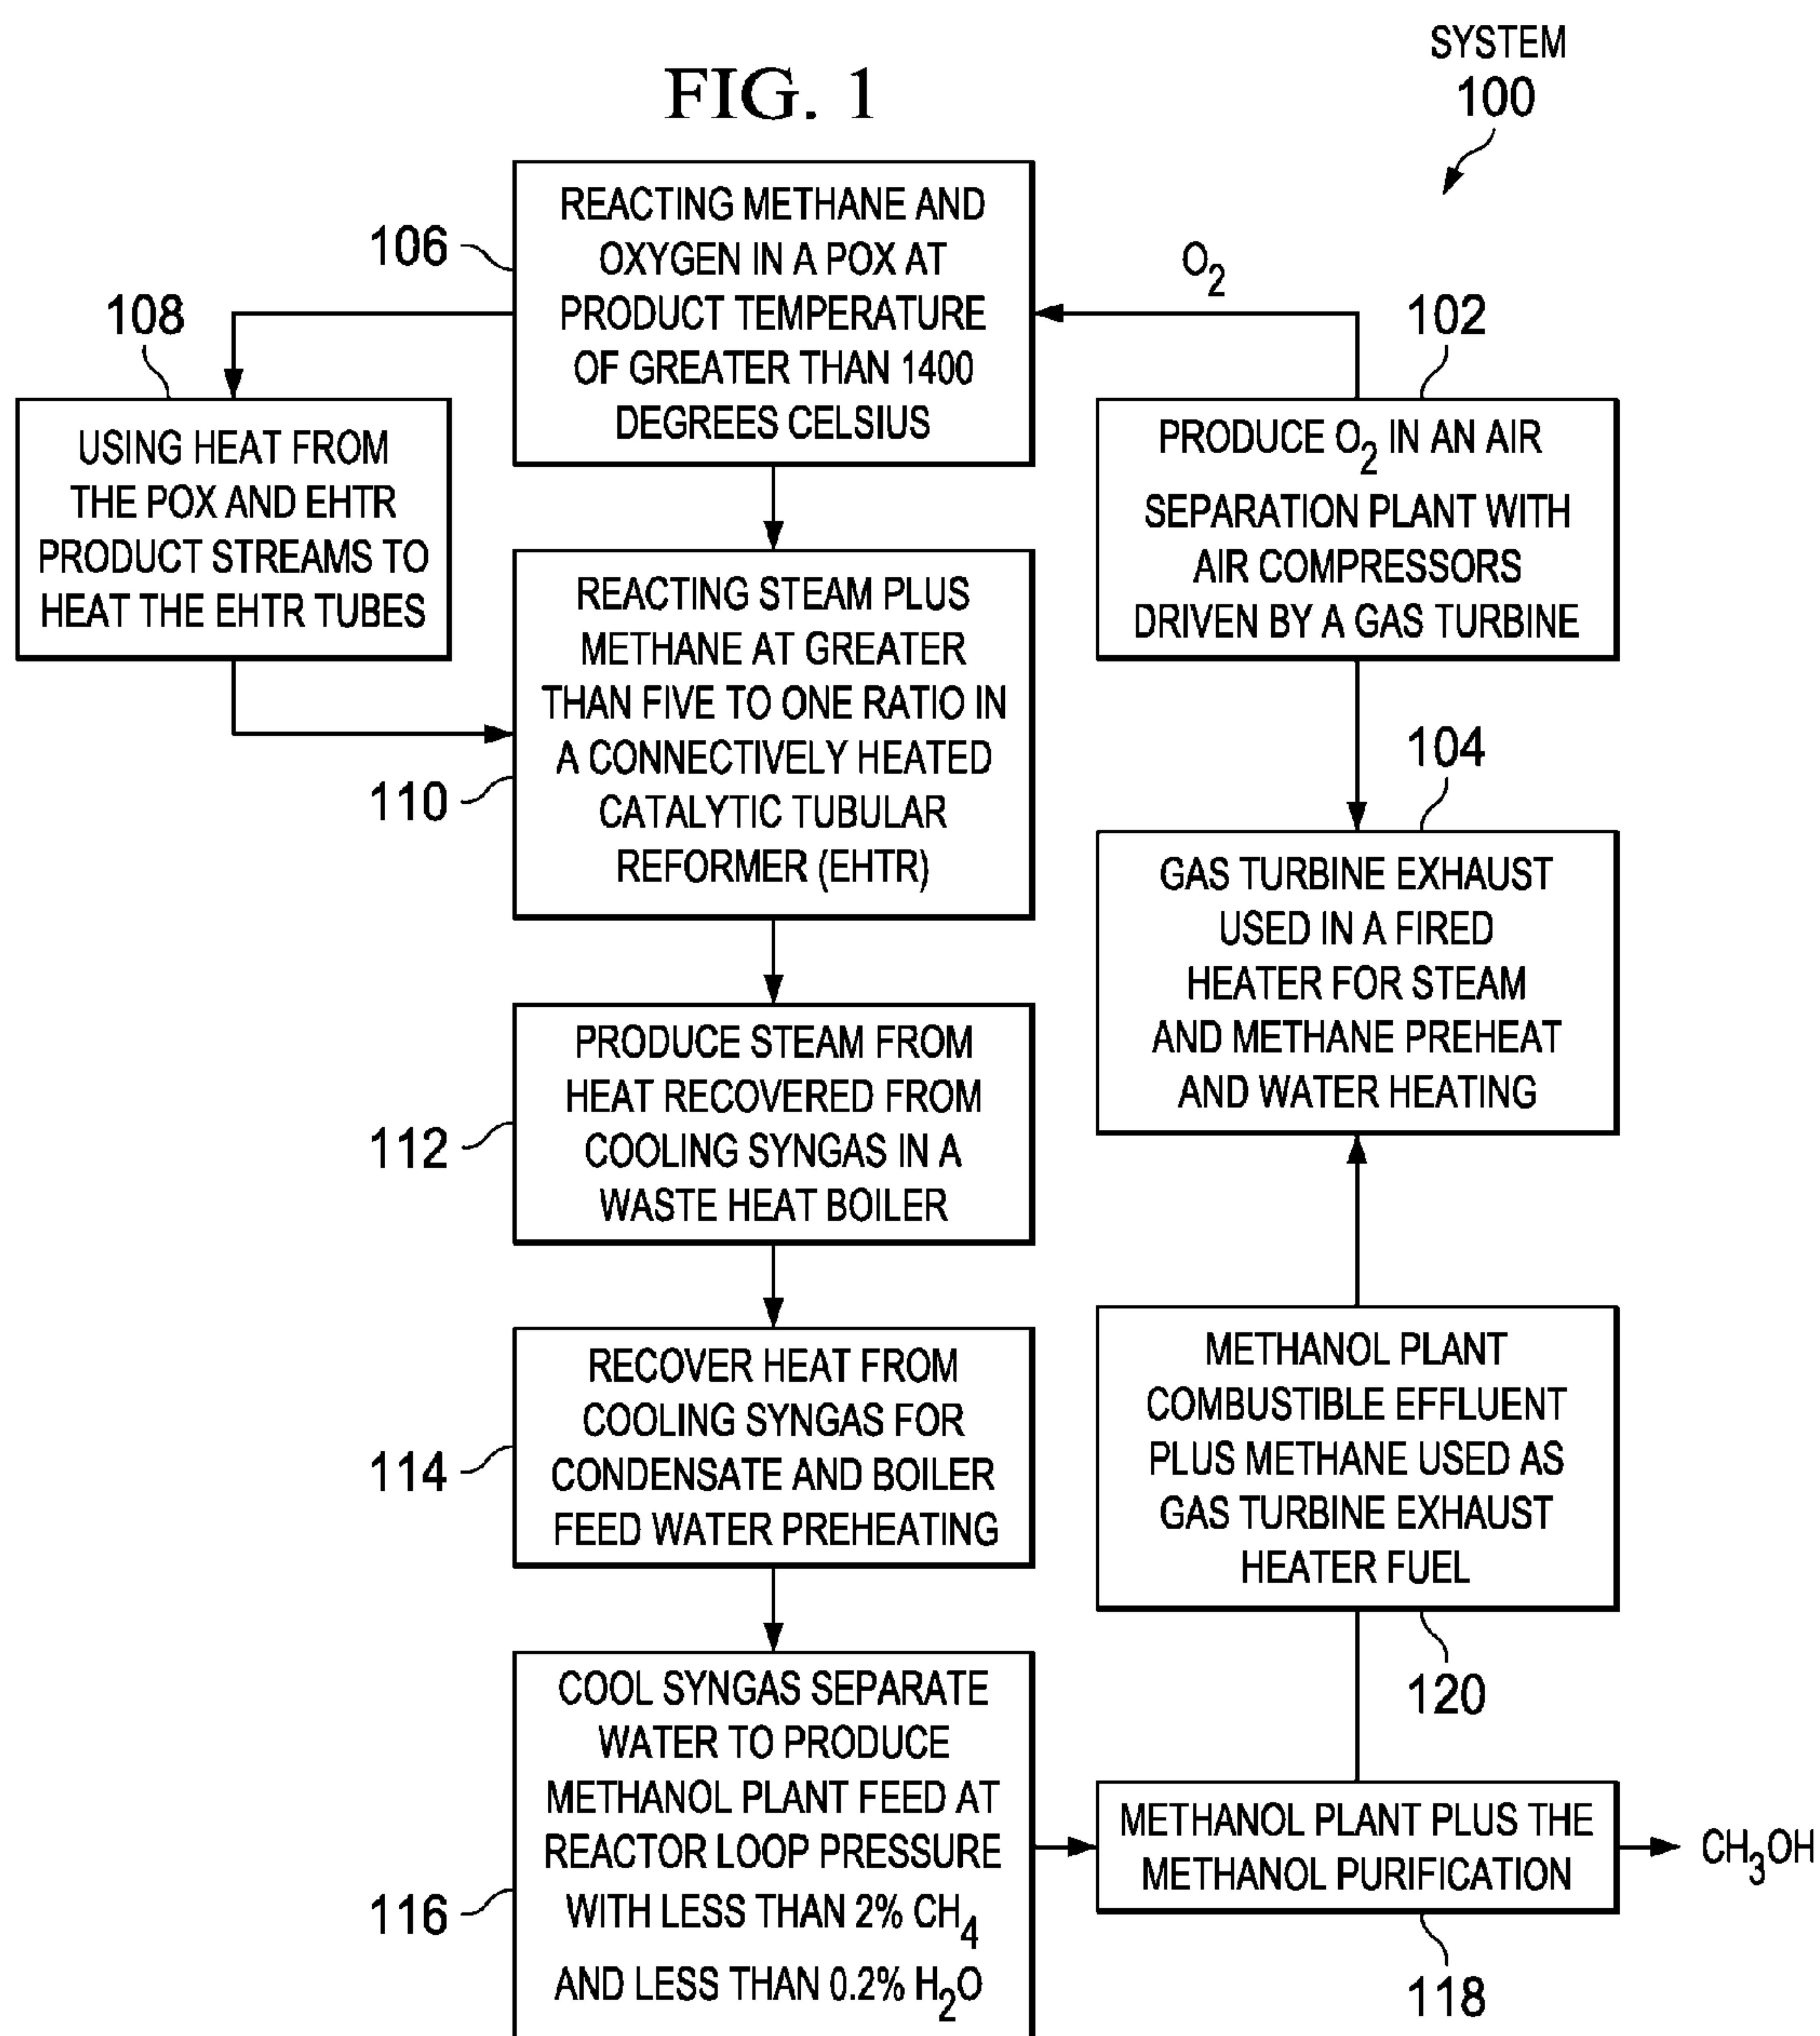 FIG. 1
SYSTEM
100
106
REACTING METHANE AND
OXYGEN IN A POX AT
PRODUCT TEMPERATURE
OF GREATER THAN 1400
DEGREES CELSIUS
O2
108
USING HEAT FROM
THE POX AND EHTR
PRODUCT STREAMS TO
HEAT THE EHTR TUBES
102
PRODUCE O2 IN AN AIR
SEPARATION PLANT WITH
AIR COMPRESSORS
DRIVEN BY A GAS TURBINE
110
REACTING STEAM PLUS
METHANE AT GREATER
THAN FIVE TO ONE RATIO IN
A CONNECTIVELY HEATED
CATALYTIC TUBULAR
REFORMER (EHTR)
104
GAS TURBINE EXHAUST
USED IN A FIRED
HEATER FOR STEAM
AND METHANE PREHEAT
AND WATER HEATING
112
PRODUCE STEAM FROM
HEAT RECOVERED FROM
COOLING SYNGAS IN A
WASTE HEAT BOILER
114
RECOVER HEAT FROM
COOLING SYNGAS FOR
CONDENSATE AND BOILER
FEED WATER PREHEATING
METHANOL PLANT
COMBUSTIBLE EFFLUENT
PLUS METHANE USED AS
GAS TURBINE EXHAUST
HEATER FUEL
120
116
COOL SYNGAS SEPARATE
WATER TO PRODUCE
METHANOL PLANT FEED AT
REACTOR LOOP PRESSURE
WITH LESS THAN 2% CH4
AND LESS THAN 0.2% H2O
METHANOL PLANT PLUS THE
METHANOL PURIFICATION
118
CH3OH